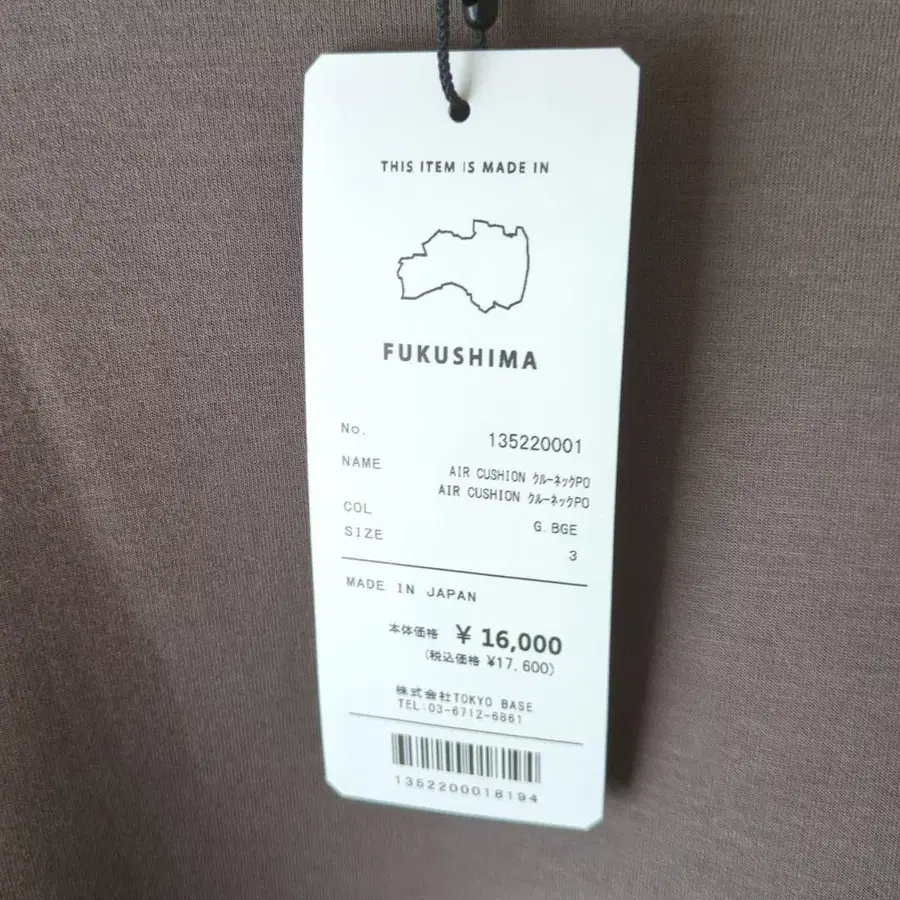 THIS ITEM IS MADE IN
FUKUSHIMA
No. 135220001
NAME AIR CUSHION ｸﾙｰﾈｯｸPO
AIR CUSHION ｸﾙｰﾈｯｸPO
COL G.BGE
SIZE 3
MADE IN JAPAN
本体価格 ¥ 16,000
(税込価格 ¥17,600)
株式会社TOKYO BASE
TEL:03-6712-6861
1352200018194